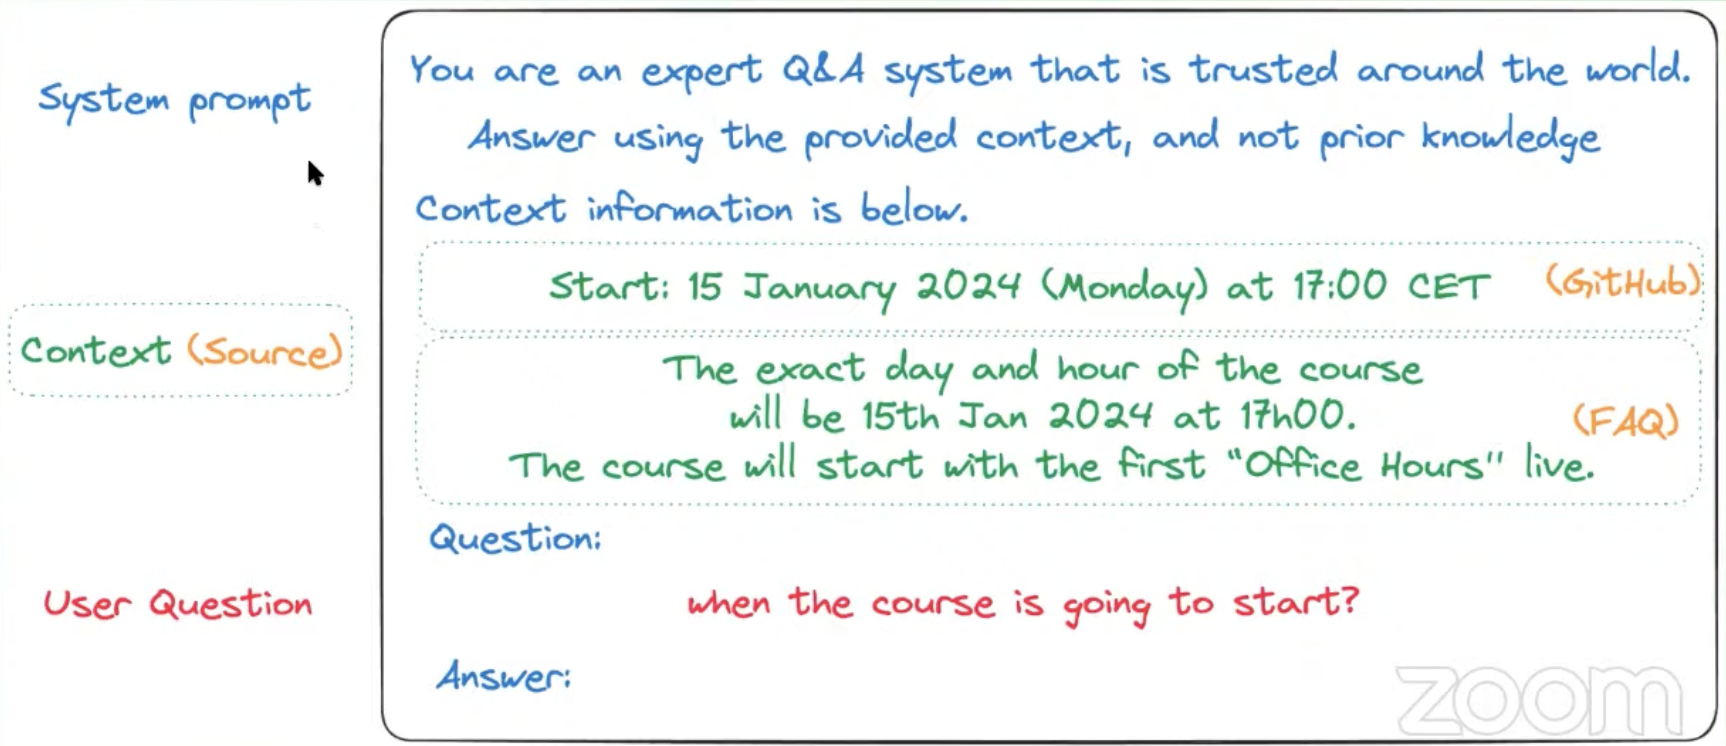 System prompt
You are an expert Q&A system that is trusted around the world.
Answer using the provided context, and not prior knowledge
Context information is below.
Context (Source)
Start: 15 January 2024 (Monday) at 17:00 CET (GitHub)
The exact day and hour of the course
will be 15th Jan 2024 at 17h00.
(FAQ)
The course will start with the first "Office Hours" live.
Question:
User Question
when the course is going to start?
Answer:
zoom